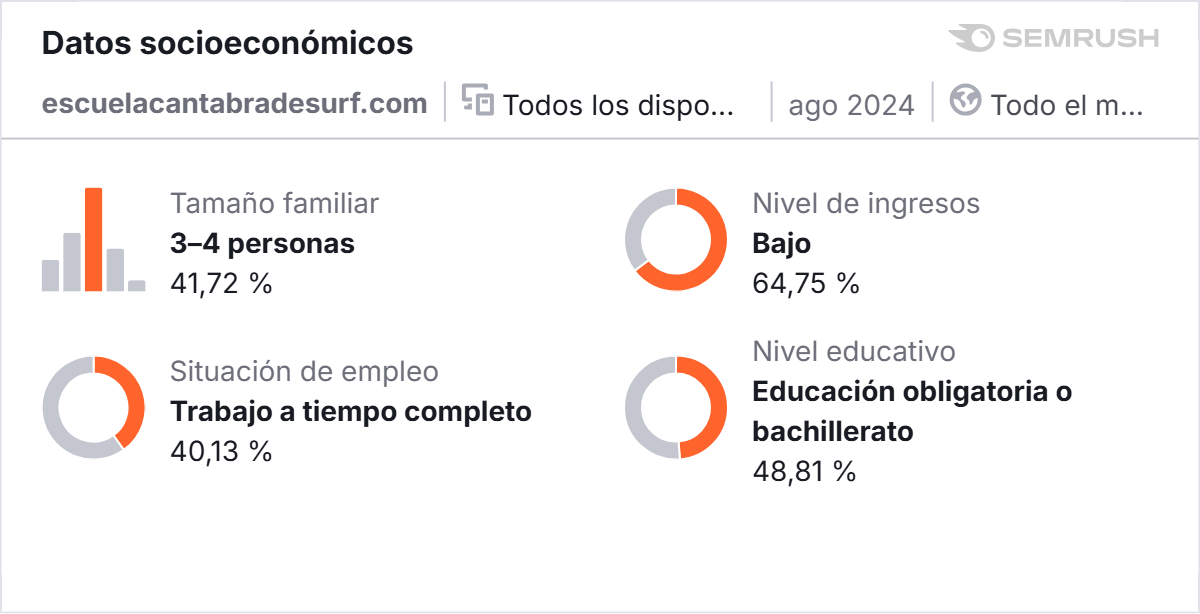 Datos socioeconómicos
SEMRUSH
escuelacantabradesurf.com
Todos los dispo...
ago 2024
Todo el m...
Tamaño familiar
3–4 personas
41,72 %
Nivel de ingresos
Bajo
64,75 %
Situación de empleo
Trabajo a tiempo completo
40,13 %
Nivel educativo
Educación obligatoria o
bachillerato
48,81 %